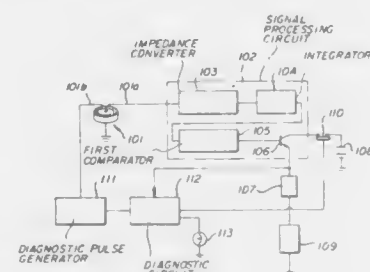 SIGNAL
PROCESSING
CIRCUIT
IMPEDANCE
CONVERTER
102
INTEGRATOR
103
10A
101b
101a
110
101
105
FIRST
COMPARATOR
106
108
107
111
112
109
113
DIAGNOSTIC PULSE
GENERATOR
DIAGNOSTIC